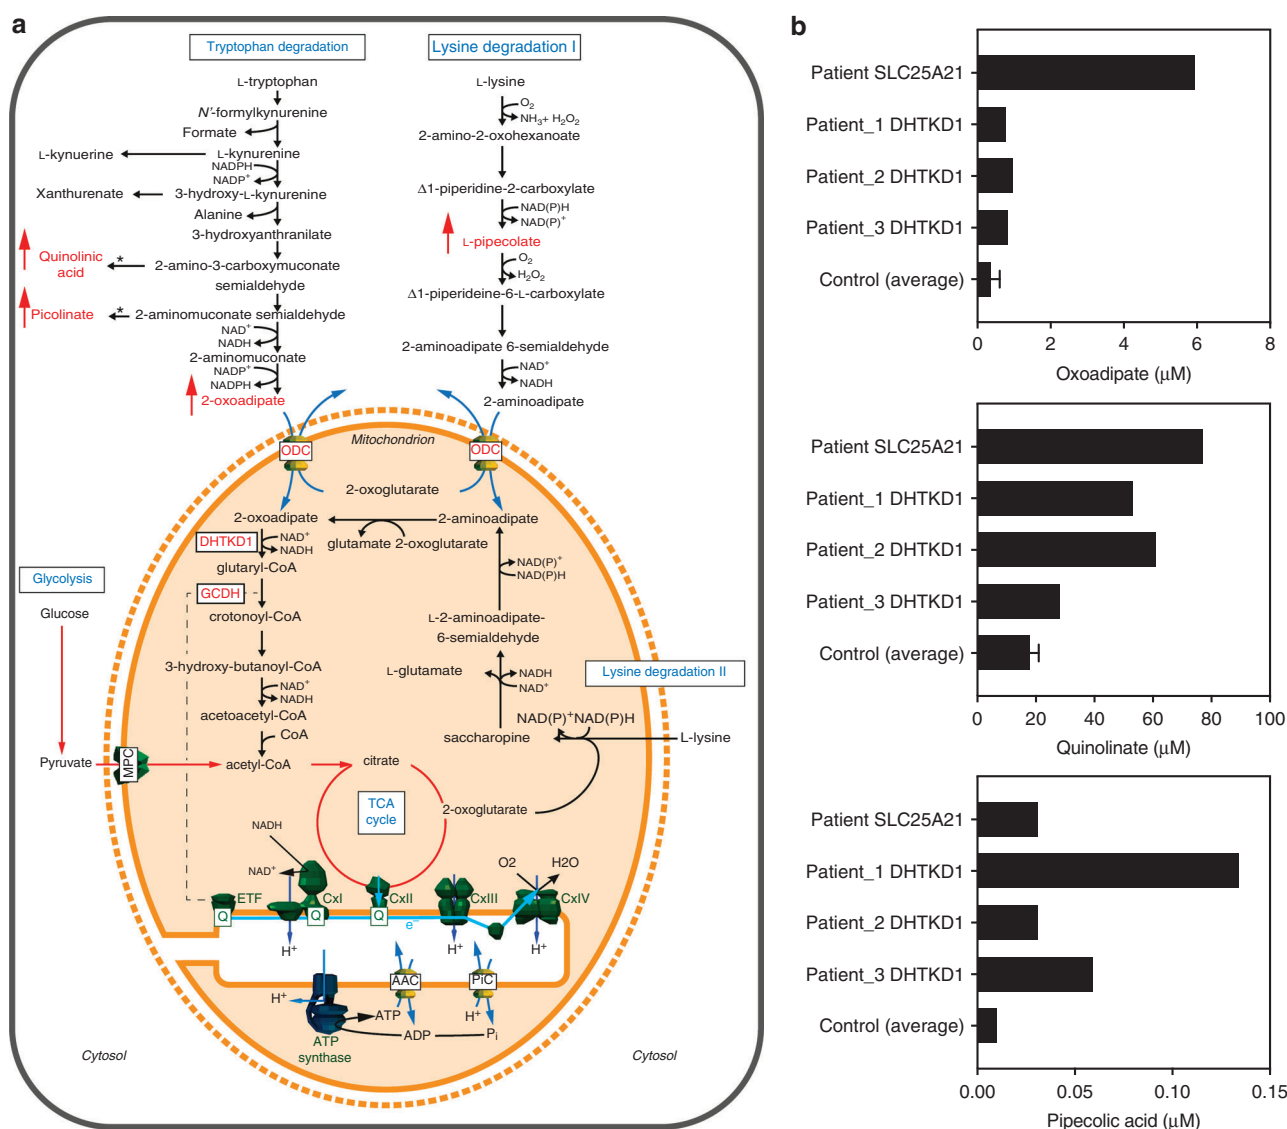 a
Tryptophan degradation
Lysine degradation I
L-tryptophan
N'-formylkynurenine
Formate
L-kynuerine
L-kynurenine
NADPH
NADP+
Xanthurenate
3-hydroxy-L-kynurenine
Alanine
3-hydroxyanthranilate
Quinolinic
acid
*
2-amino-3-carboxymuconate
semialdehyde
Picolinate
*
2-aminomuconate semialdehyde
NAD+
NADH
2-aminomuconate
NADP+
NADPH
2-oxoadipate
L-lysine
O2
NH3+ H2O2
2-amino-2-oxohexanoate
Δ1-piperidine-2-carboxylate
NAD(P)H
NAD(P)+
L-pipecolate
O2
H2O2
Δ1-piperideine-6-L-carboxylate
2-aminoadipate 6-semialdehyde
NAD+
NADH
2-aminoadipate
Mitochondrion
ODC
ODC
2-oxoglutarate
2-oxoadipate
2-aminoadipate
DHTKD1
NAD+
NADH
glutamate 2-oxoglutarate
glutaryl-CoA
NAD(P)+
NAD(P)H
Glycolysis
GCDH
Glucose
crotonoyl-CoA
L-2-aminoadipate-
6-semialdehyde
3-hydroxy-butanoyl-CoA
L-glutamate
NADH
NAD+
Lysine degradation II
NAD+
NADH
acetoacetyl-CoA
CoA
NAD(P)+NAD(P)H
saccharopine
L-lysine
Pyruvate
MPC
acetyl-CoA
citrate
TCA
cycle
2-oxoglutarate
NADH
NAD+
O2
H2O
ETF
CxI
CxII
CxIII
CxIV
Q
Q
Q
e−
H+
H+
H+
H+
AAC
PiC
ATP
H+
ADP
Pi
ATP
synthase
Cytosol
Cytosol
b
Patient SLC25A21
Patient_1 DHTKD1
Patient_2 DHTKD1
Patient_3 DHTKD1
Control (average)
0 2 4 6 8
Oxoadipate (μM)
Patient SLC25A21
Patient_1 DHTKD1
Patient_2 DHTKD1
Patient_3 DHTKD1
Control (average)
0 20 40 60 80 100
Quinolinate (μM)
Patient SLC25A21
Patient_1 DHTKD1
Patient_2 DHTKD1
Patient_3 DHTKD1
Control (average)
0.00 0.05 0.10 0.15
Pipecolic acid (μM)